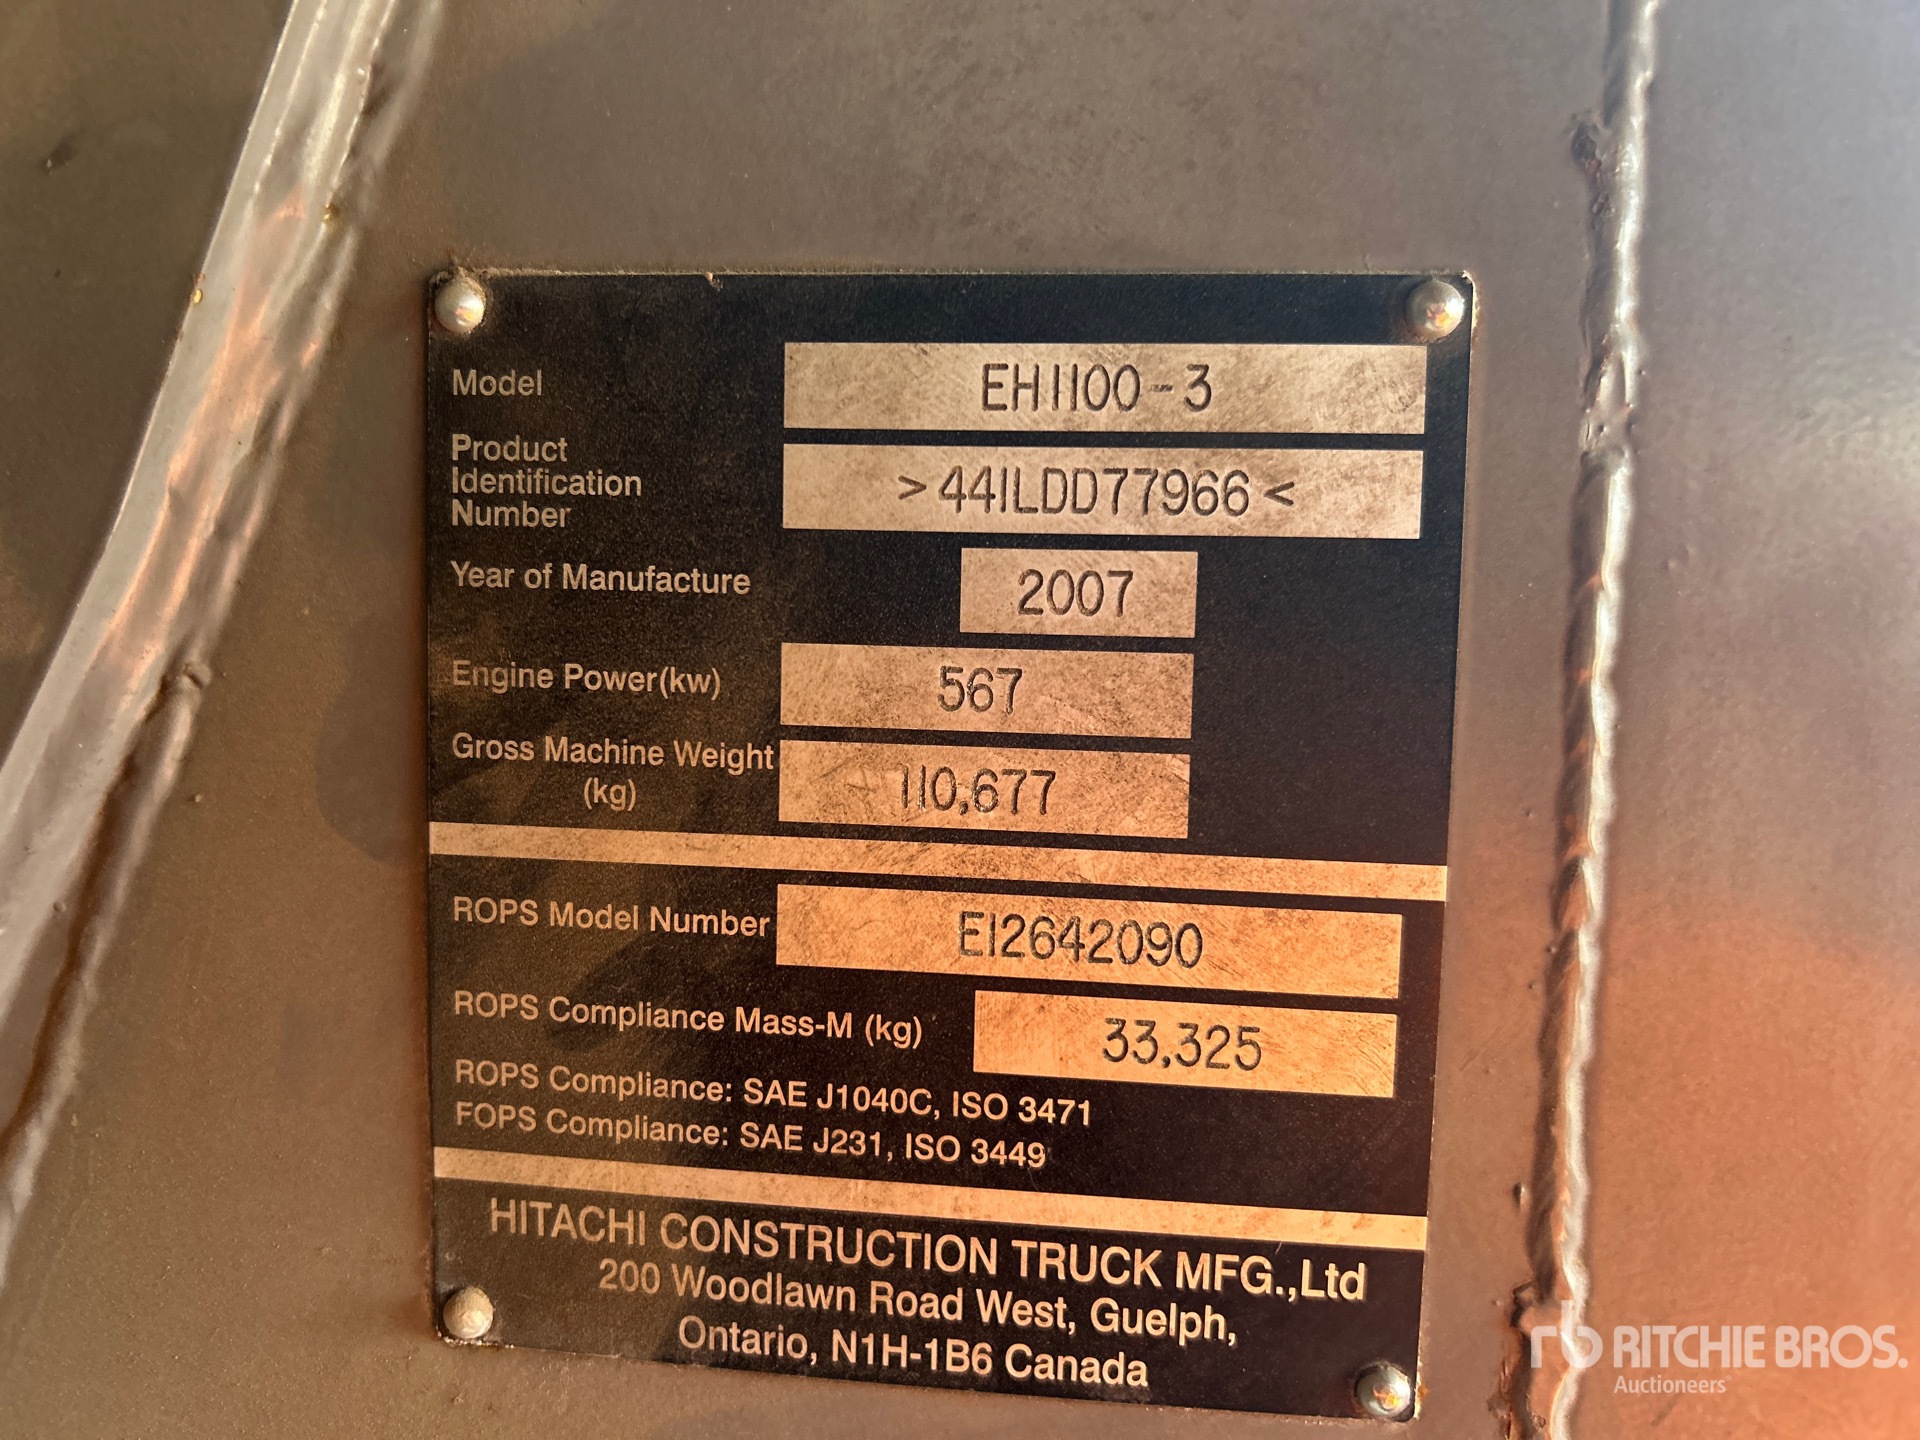 Model EH1100-3
Product
Identification
Number >441LDD77966<
Year of Manufacture 2007
Engine Power(kw) 567
Gross Machine Weight
(kg) 110,677
ROPS Model Number E12642090
ROPS Compliance Mass-M (kg) 33,325
ROPS Compliance: SAE J1040C, ISO 3471
FOPS Compliance: SAE J231, ISO 3449
HITACHI CONSTRUCTION TRUCK MFG.,Ltd
200 Woodlawn Road West, Guelph,
Ontario, N1H-1B6 Canada
rb RITCHIE BROS.
Auctioneers